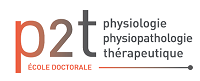 p2t
physiologie
physiopathologie
thérapeutique
ÉCOLE DOCTORALE